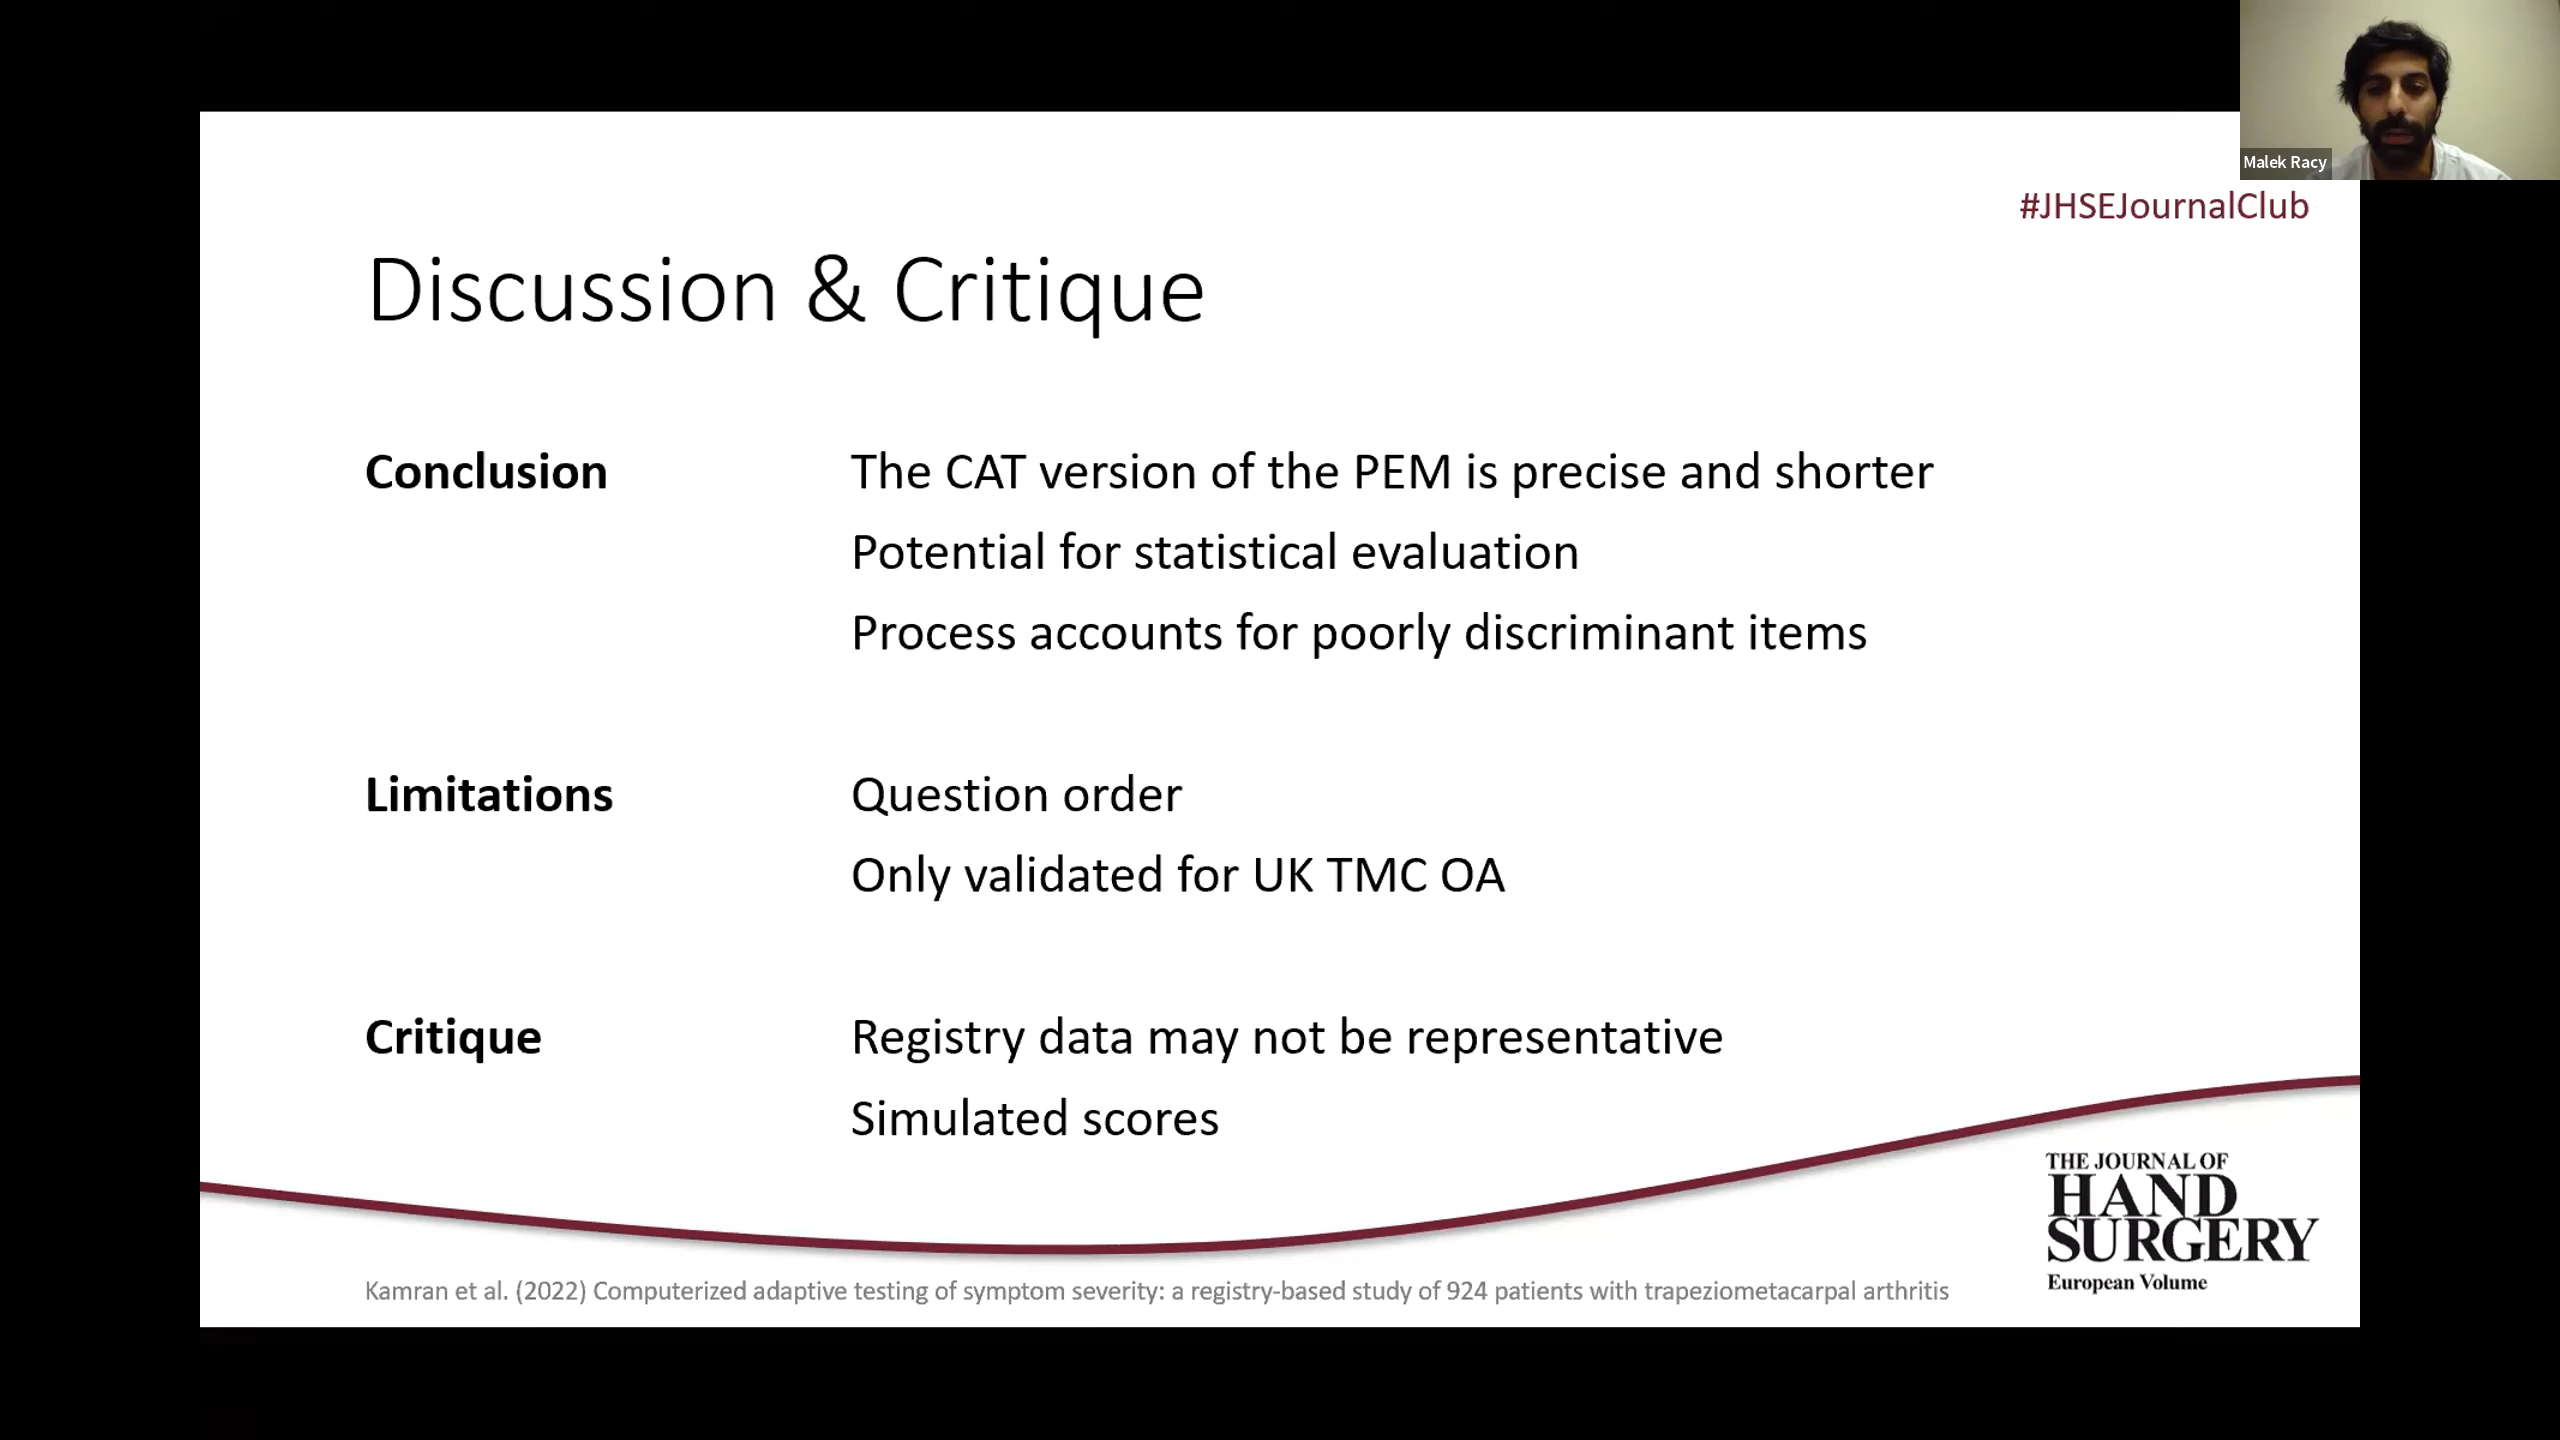 Malek Racy
#JHSEJournalClub
Discussion & Critique
Conclusion
The CAT version of the PEM is precise and shorter
Potential for statistical evaluation
Process accounts for poorly discriminant items
Limitations
Question order
Only validated for UK TMC OA
Critique
Registry data may not be representative
Simulated scores
THE JOURNAL OF
HAND
SURGERY
European Volume
Kamran et al. (2022) Computerized adaptive testing of symptom severity: a registry-based study of 924 patients with trapeziometacarpal arthritis